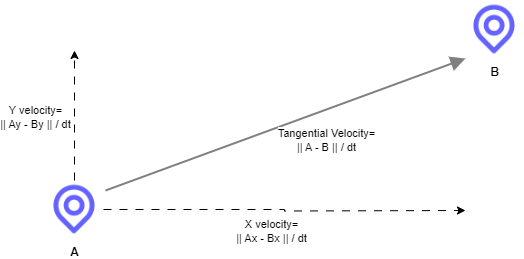 B
Y velocity=
|| Ay - By || / dt
Tangential Velocity=
|| A - B || / dt
X velocity=
|| Ax - Bx || / dt
A